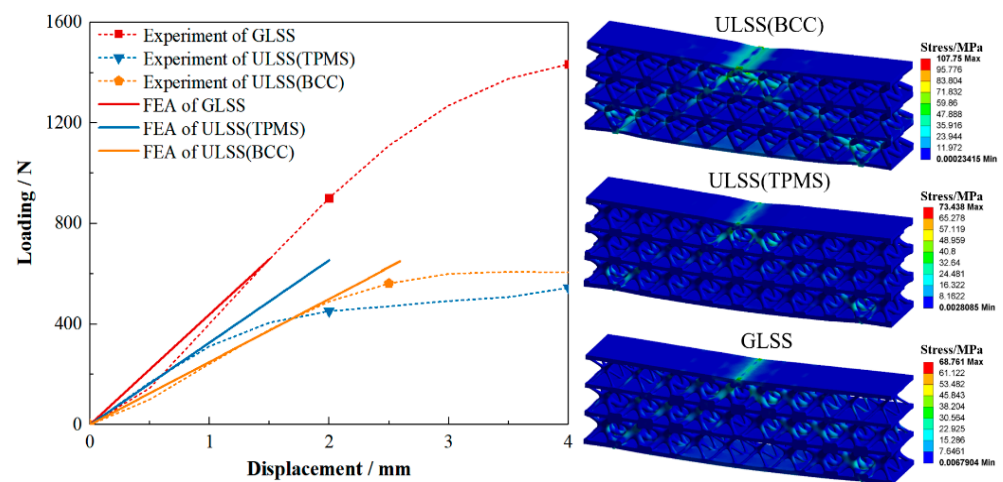 1600
1200
800
400
0
0
1
2
3
4
Loading / N
Displacement / mm
Experiment of GLSS
Experiment of ULSS(TPMS)
Experiment of ULSS(BCC)
FEA of GLSS
FEA of ULSS(TPMS)
FEA of ULSS(BCC)
ULSS(BCC)
Stress/MPa
107.75 Max
95.776
83.804
71.832
59.86
47.888
35.916
23.944
11.972
0.00023415 Min
ULSS(TPMS)
Stress/MPa
73.438 Max
65.278
57.119
48.959
40.8
32.64
24.481
16.322
8.1622
0.0028085 Min
GLSS
Stress/MPa
68.761 Max
61.122
53.482
45.843
38.204
30.564
22.925
15.286
7.6461
0.0067904 Min